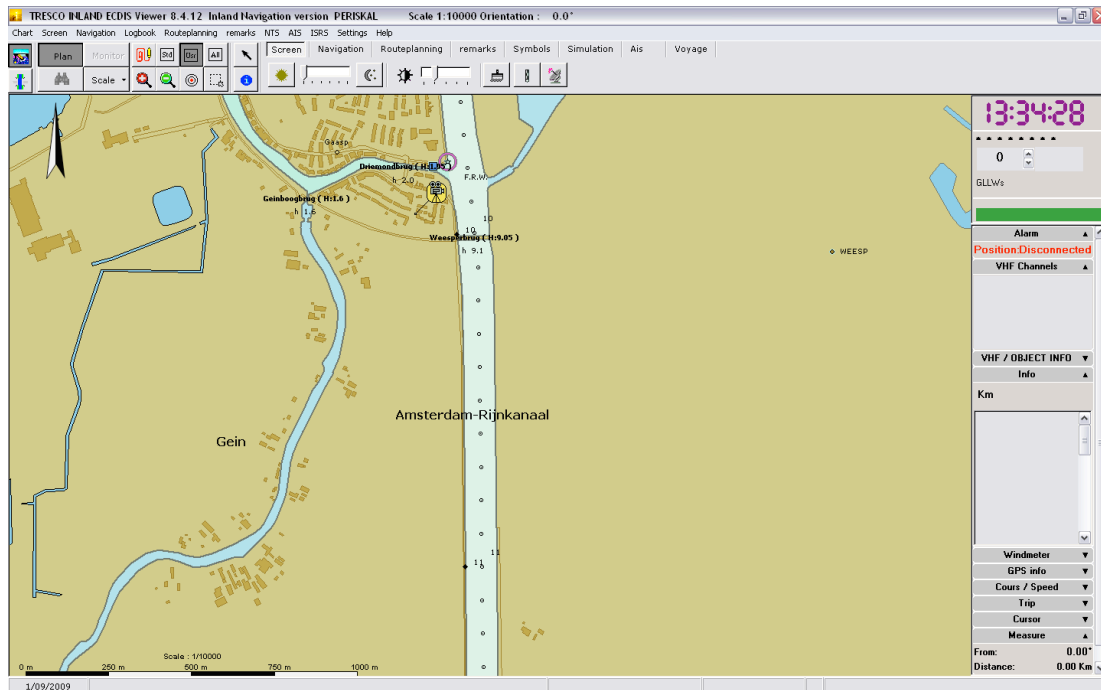 TRESCO INLAND ECDIS Viewer 8.4.12 Inland Navigation version PERISKAL Scale 1:10000 Orientation : 0.0°
Chart Screen Navigation Logbook Routeplanning remarks NTS AIS ISRS Settings Help
Plan Monitor Std Usr All
Scale
Screen Navigation Routeplanning remarks Symbols Simulation Ais Voyage
13:34:28
0
GLLWs
Alarm
Position:Disconnected
VHF Channels
VHF / OBJECT INFO
Info
Km
Windmeter
GPS info
Cours / Speed
Trip
Cursor
Measure
From: 0.00°
Distance: 0.00 Km
Gaasp
Driemondbrug ( H:1.95 )
h 2.0
F.R.W.
Geinboogbrug ( H:1.6 )
h 1.6
10
10
Weesperbrug ( H:9.05 )
h 9.1
WEESP
Amsterdam-Rijnkanaal
Gein
11
11
Scale : 1/10000
0 m 250 m 500 m 750 m 1000 m
1/09/2009